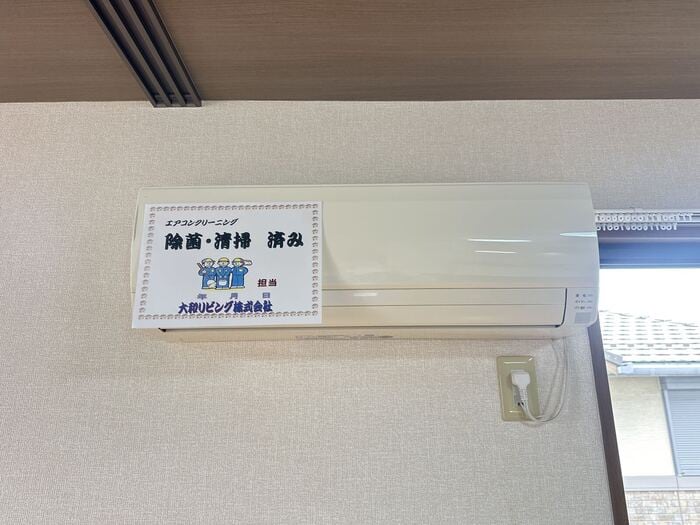 エアコンクリーニング
除菌・清掃 済み
担当
年 月 日
大和リビング株式会社